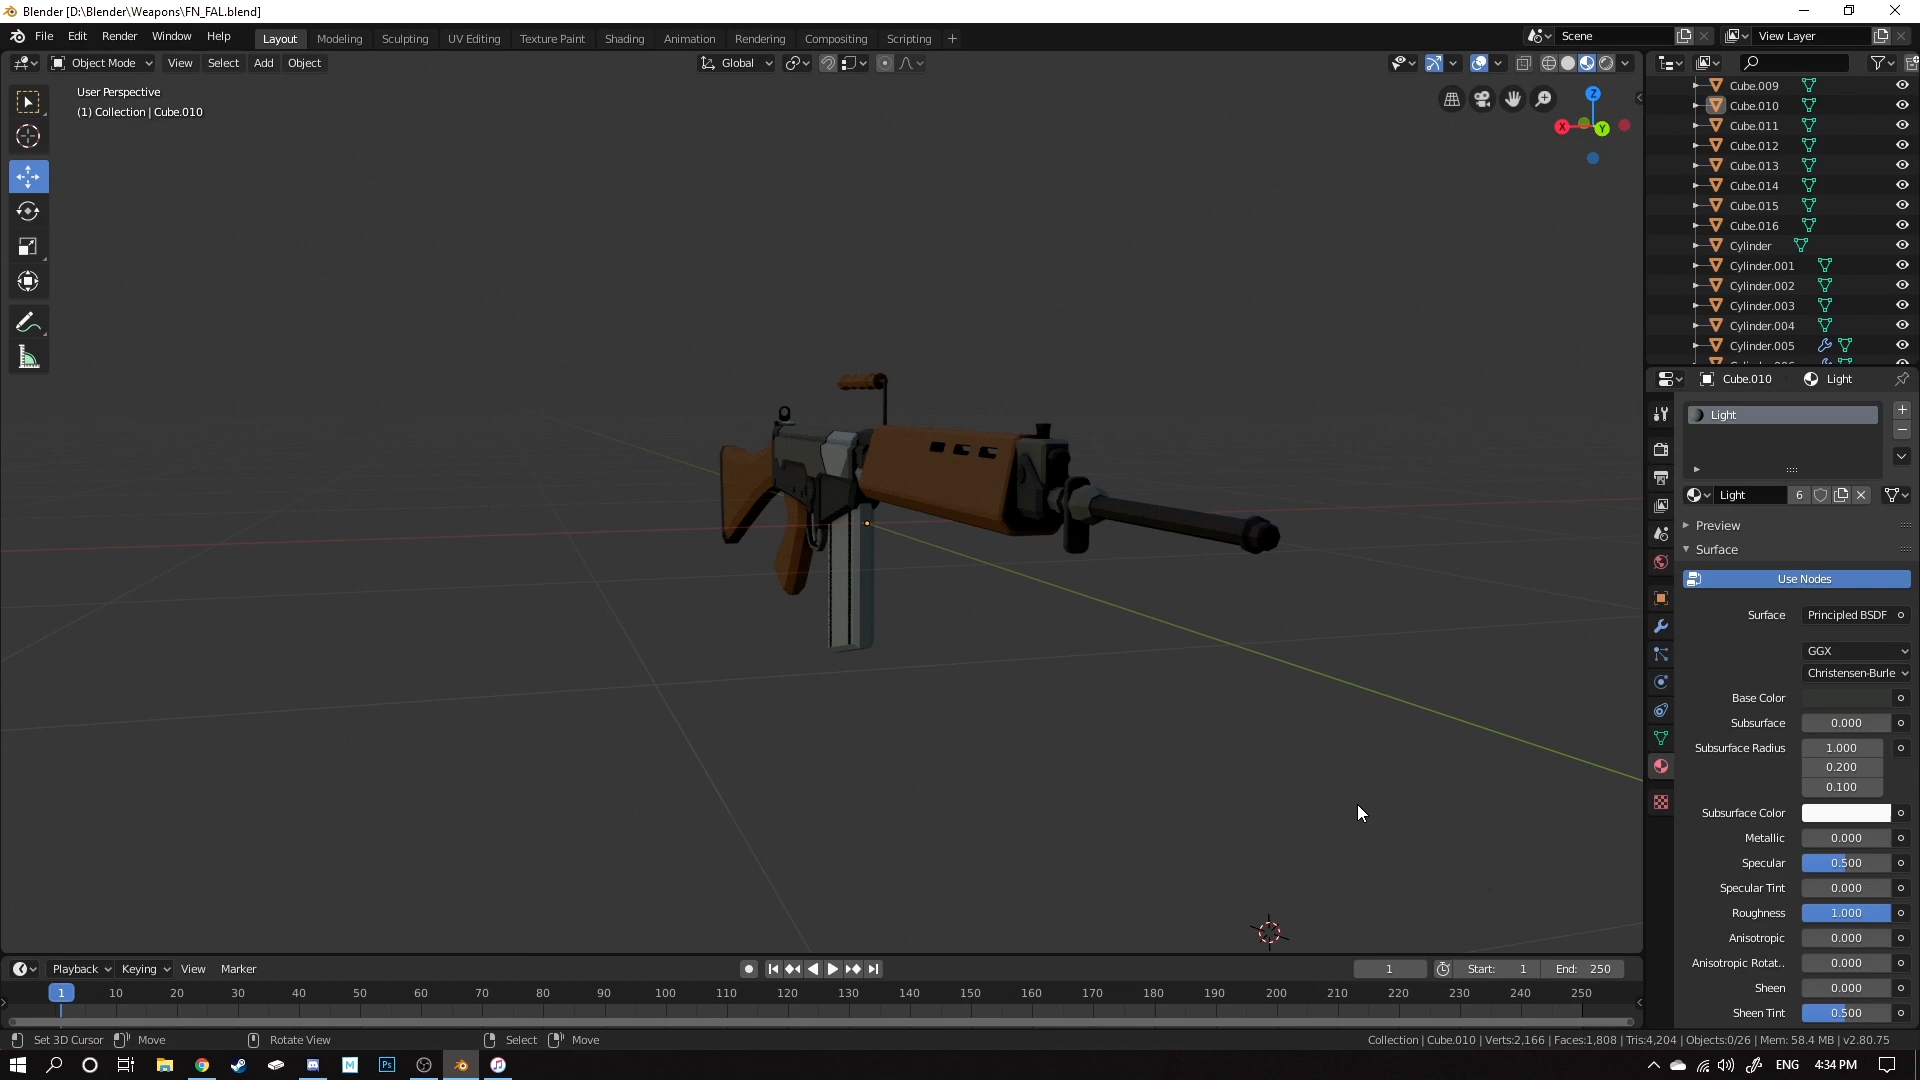 Blender [D:\Blender\Weapons\FN_FAL.blend]
File Edit Render Window Help Layout Modeling Sculpting UV Editing Texture Paint Shading Animation Rendering Compositing Scripting + Scene View Layer
Object Mode View Select Add Object Global
User Perspective
(1) Collection | Cube.010
Z
X
Y
Cube.009
Cube.010
Cube.011
Cube.012
Cube.013
Cube.014
Cube.015
Cube.016
Cylinder
Cylinder.001
Cylinder.002
Cylinder.003
Cylinder.004
Cylinder.005
Cube.010 Light
Light
Light 6
Preview
Surface
Use Nodes
Surface Principled BSDF
GGX
Christensen-Burle
Base Color
Subsurface 0.000
Subsurface Radius 1.000
0.200
0.100
Subsurface Color
Metallic 0.000
Specular 0.500
Specular Tint 0.000
Roughness 1.000
Anisotropic 0.000
Anisotropic Rotat.. 0.000
Sheen 0.000
Sheen Tint 0.500
Playback Keying View Marker 1 Start: 1 End: 250
1 10 20 30 40 50 60 70 80 90 100 110 120 130 140 150 160 170 180 190 200 210 220 230 240 250
Set 3D Cursor Move Rotate View Select Move Collection | Cube.010 | Verts:2,166 | Faces:1,808 | Tris:4,204 | Objects:0/26 | Mem: 58.4 MB | v2.80.75
M Ps ENG 4:34 PM